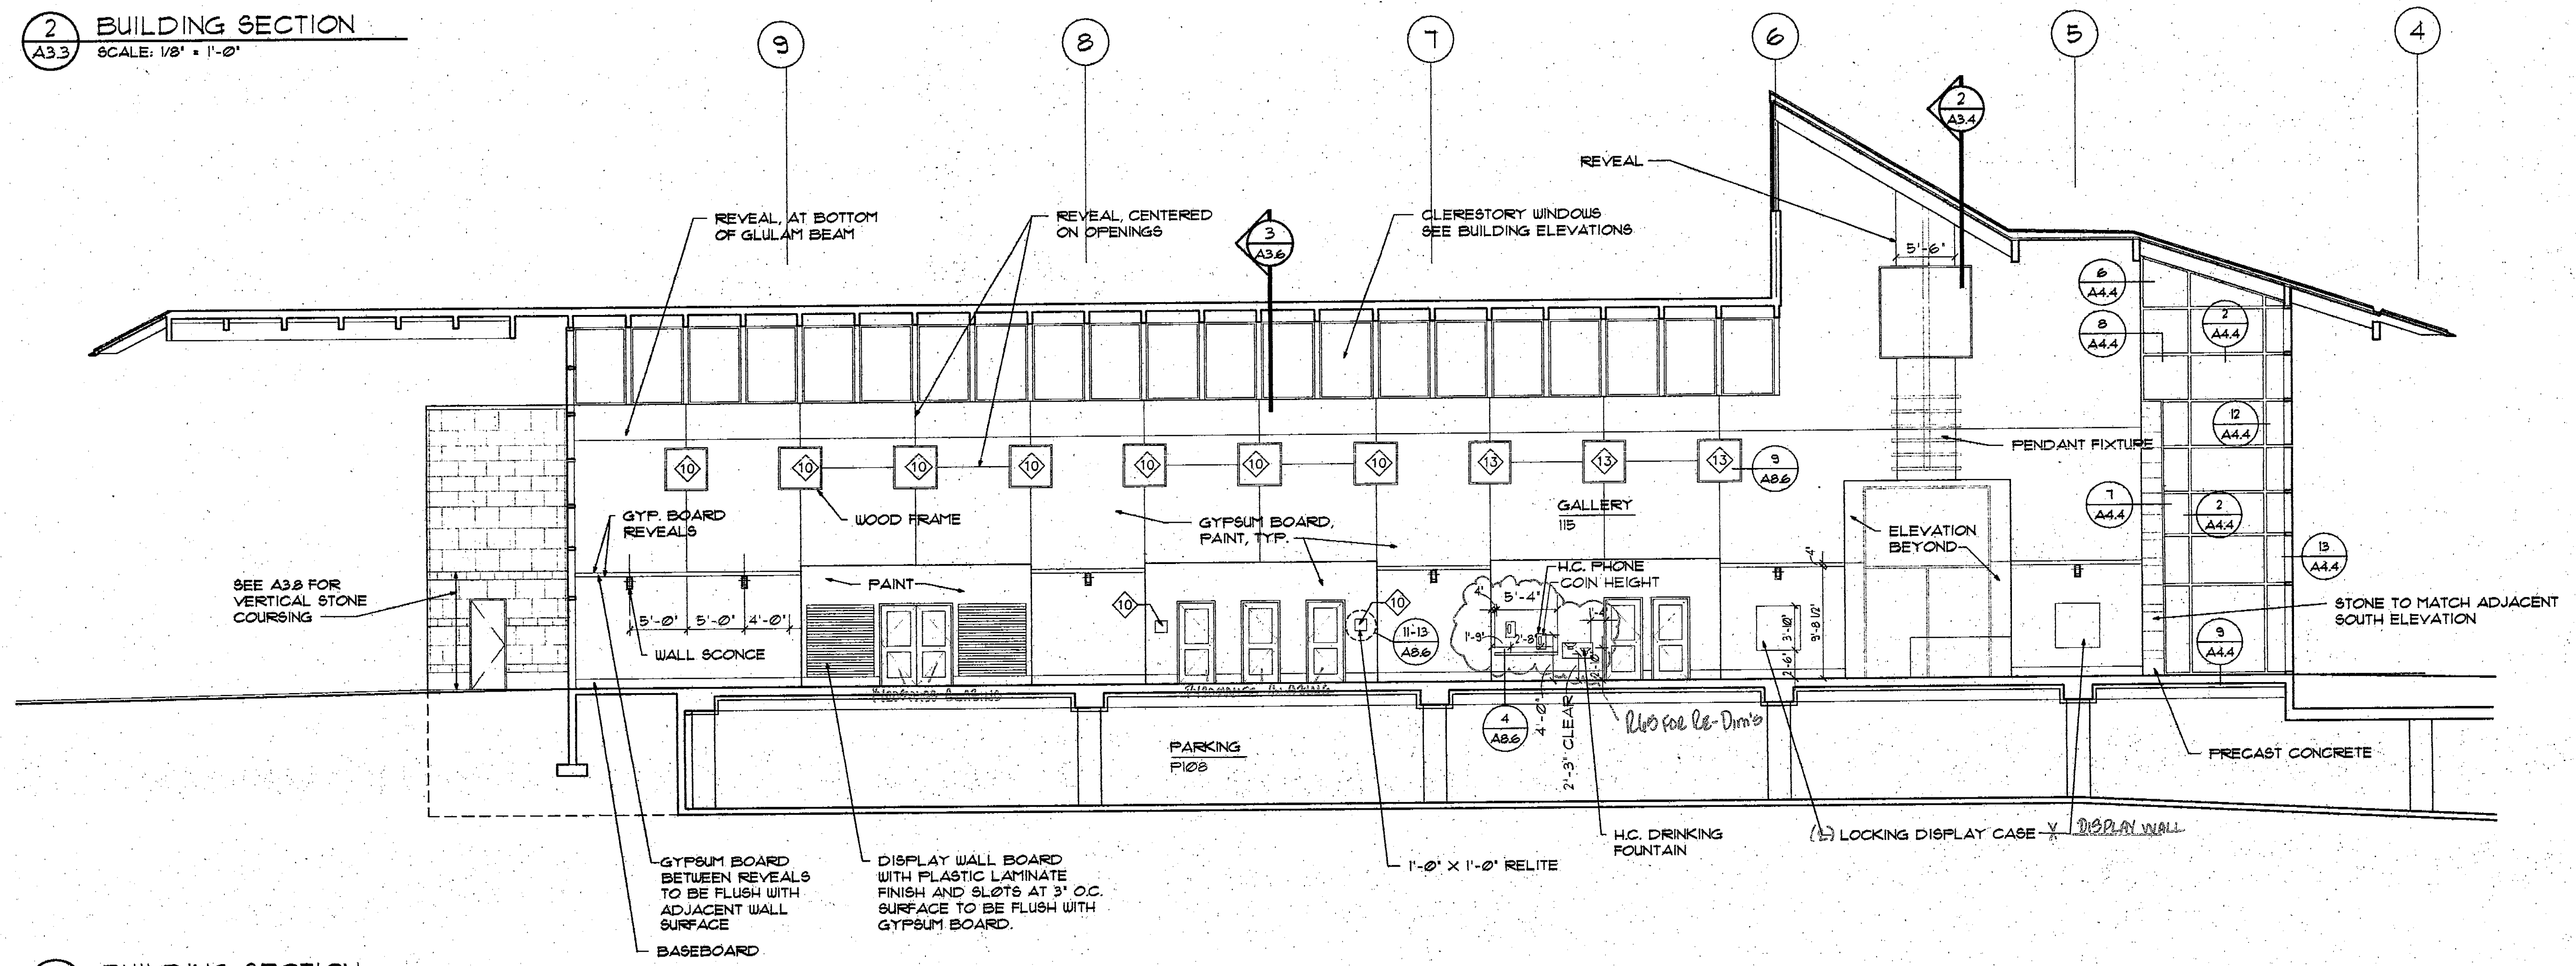 2
A3.3
BUILDING SECTION
SCALE: 1/8" = 1'-0"
9
8
7
6
5
4
2
A3.4
REVEAL
REVEAL, AT BOTTOM
OF GLULAM BEAM
REVEAL, CENTERED
ON OPENINGS
3
A3.6
CLERESTORY WINDOWS
SEE BUILDING ELEVATIONS
5'-6"
6
A4.4
8
A4.4
2
A4.4
12
A4.4
PENDANT FIXTURE
10
10
10
10
10
10
10
13
13
13
9
A8.6
7
A4.4
2
A4.4
GYP. BOARD
REVEALS
WOOD FRAME
GYPSUM BOARD,
PAINT, TYP.
GALLERY
115
ELEVATION
BEYOND
13
A4.4
SEE A3.8 FOR
VERTICAL STONE
COURSING
PAINT
H.C. PHONE
COIN HEIGHT
4"
9'-8 1/2"
3'-10"
2'-6"
5'-0"
5'-0"
4'-0"
WALL SCONCE
10
10
11-13
A8.6
4"
5'-4"
1'-9"
2'-8"
STONE TO MATCH ADJACENT
SOUTH ELEVATION
9
A4.4
4
A8.6
4'-0"
2'-3" CLEAR
PARKING
P108
PRECAST CONCRETE
GYPSUM BOARD
BETWEEN REVEALS
TO BE FLUSH WITH
ADJACENT WALL
SURFACE
BASEBOARD
DISPLAY WALL BOARD
WITH PLASTIC LAMINATE
FINISH AND SLOTS AT 3" O.C.
SURFACE TO BE FLUSH WITH
GYPSUM BOARD.
1'-0" X 1'-0" RELITE
H.C. DRINKING
FOUNTAIN
LOCKING DISPLAY CASE
DISPLAY WALL
BUILDING SECTION